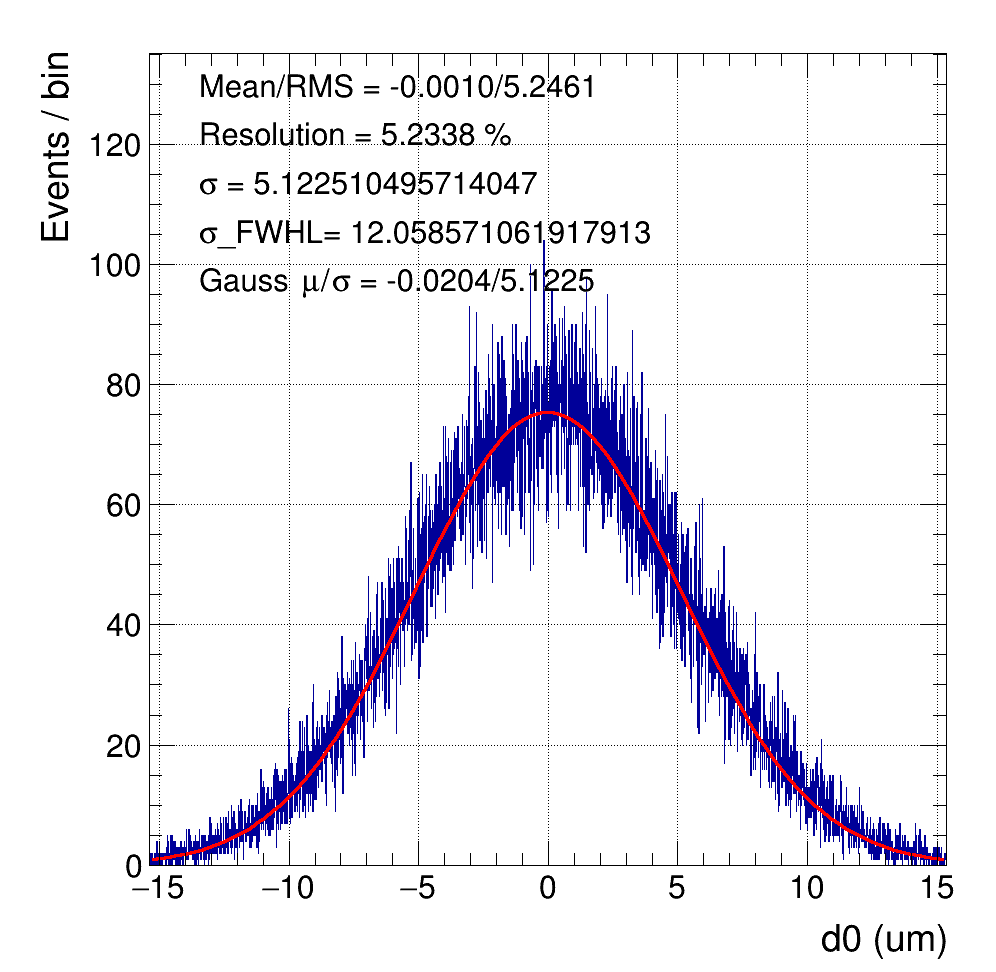 Events / bin
Mean/RMS = -0.0010/5.2461
Resolution = 5.2338 %
σ = 5.122510495714047
σ_FWHL= 12.058571061917913
Gauss μ/σ = -0.0204/5.1225
120
100
80
60
40
20
0
−15 −10 −5 0 5 10 15
d0 (um)